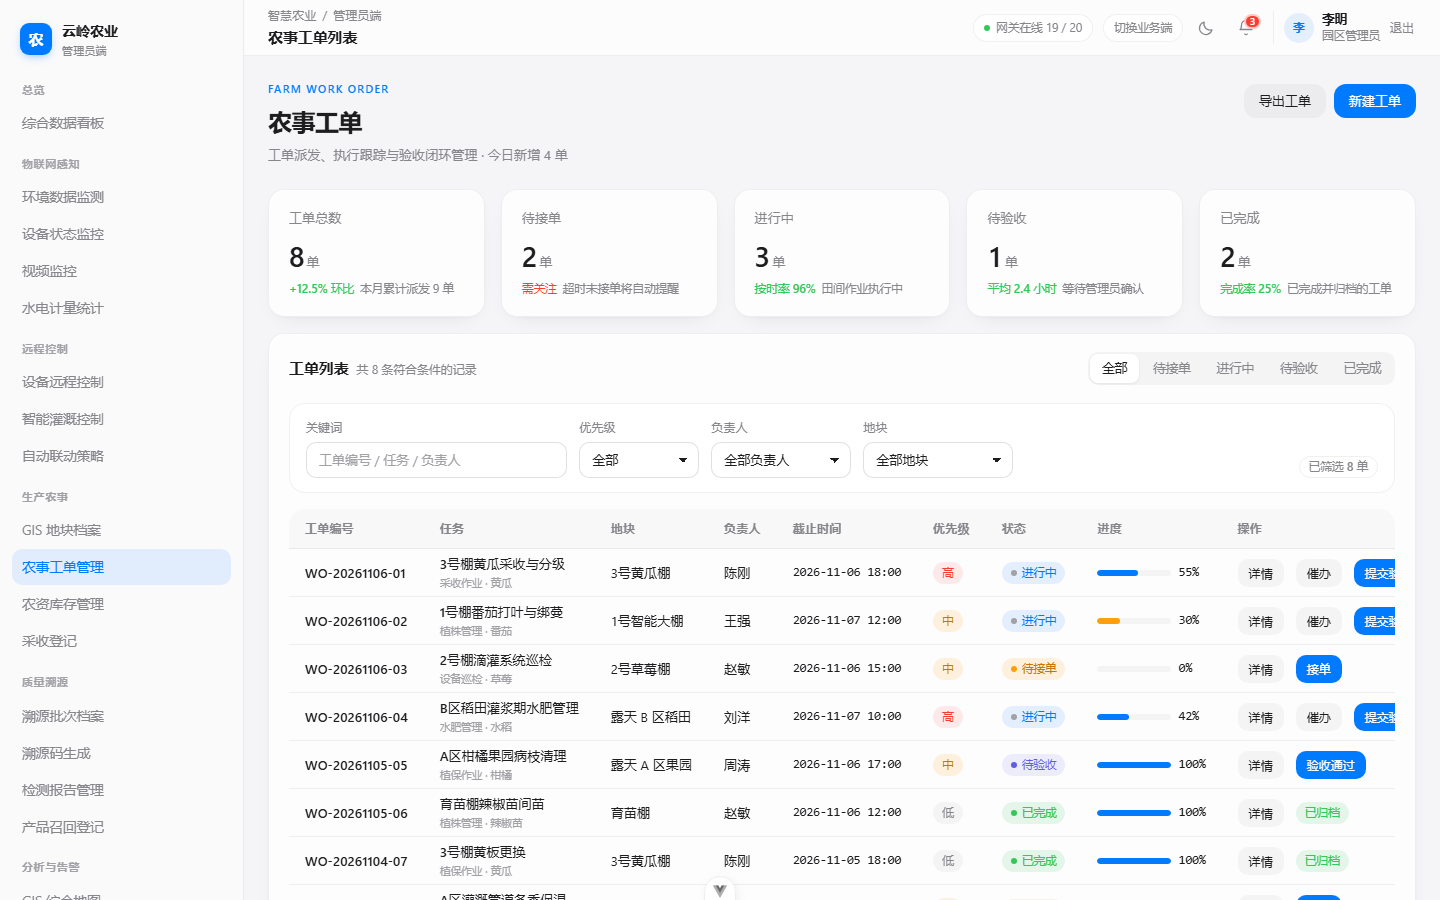 农
云岭农业
管理员端
总览
综合数据看板
物联网感知
环境数据监测
设备状态监控
视频监控
水电计量统计
远程控制
设备远程控制
智能灌溉控制
自动联动策略
生产农事
GIS 地块档案
农事工单管理
农资库存管理
采收登记
质量溯源
溯源批次档案
溯源码生成
检测报告管理
产品召回登记
分析与告警
智慧农业 / 管理员端
农事工单列表
网关在线 19 / 20
切换业务端
3
李
李明
园区管理员
退出
FARM WORK ORDER
农事工单
工单派发、执行跟踪与验收闭环管理 · 今日新增 4 单
导出工单
新建工单
工单总数
8 单
+12.5% 环比 本月累计派发 9 单
待接单
2 单
需关注 超时未接单将自动提醒
进行中
3 单
按时率 96% 田间作业执行中
待验收
1 单
平均 2.4 小时 等待管理员确认
已完成
2 单
完成率 25% 已完成并归档的工单
工单列表 共 8 条符合条件的记录
全部 待接单 进行中 待验收 已完成
关键词 优先级 负责人 地块
工单编号 / 任务 / 负责人 全部 全部负责人 全部地块
已筛选 8 单
工单编号 任务 地块 负责人 截止时间 优先级 状态 进度 操作
WO-20261106-01 3号棚黄瓜采收与分级 3号黄瓜棚 陈刚 2026-11-06 18:00 高 进行中 55% 详情 催办 提交
采收作业 · 黄瓜
WO-20261106-02 1号棚番茄打叶与绑蔓 1号智能大棚 王强 2026-11-07 12:00 中 进行中 30% 详情 催办 提交
植株管理 · 番茄
WO-20261106-03 2号棚滴灌系统巡检 2号草莓棚 赵敏 2026-11-06 15:00 中 待接单 0% 详情 接单
设备巡检 · 草莓
WO-20261106-04 B区稻田灌浆期水肥管理 露天 B 区稻田 刘洋 2026-11-07 10:00 高 进行中 42% 详情 催办 提交
水肥管理 · 水稻
WO-20261105-05 A区柑橘果园病枝清理 露天 A 区果园 周涛 2026-11-06 17:00 中 待验收 100% 详情 验收通过
植保作业 · 柑橘
WO-20261105-06 育苗棚辣椒苗间苗 育苗棚 赵敏 2026-11-06 12:00 低 已完成 100% 详情 已归档
植株管理 · 辣椒苗
WO-20261104-07 3号棚黄板更换 3号黄瓜棚 陈刚 2026-11-05 18:00 低 已完成 100% 详情 已归档
植保作业 · 黄瓜